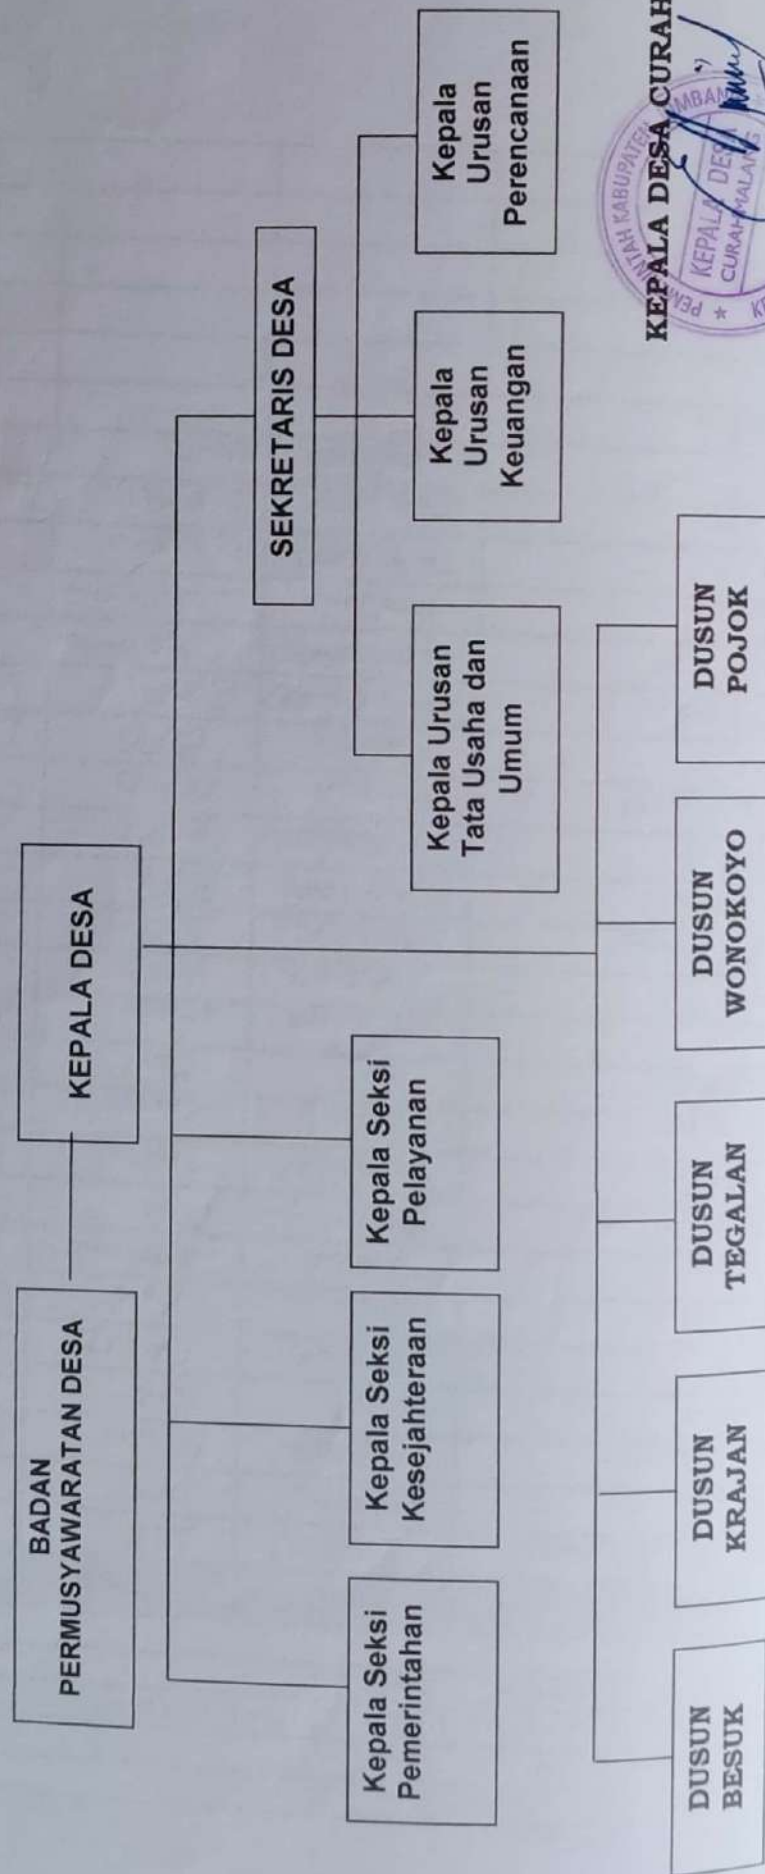 BADAN
PERMUSYAWARATAN DESA
KEPALA DESA
SEKRETARIS DESA
Kepala Seksi
Pemerintahan
Kepala Seksi
Kesejahteraan
Kepala Seksi
Pelayanan
Kepala Urusan
Tata Usaha dan
Umum
Kepala
Urusan
Keuangan
Kepala
Urusan
Perencanaan
DUSUN
BESUK
DUSUN
KRAJAN
DUSUN
TEGALAN
DUSUN
WONOKOYO
DUSUN
POJOK
KEPALA DESA CURAH
KABUPATEN
KEPALA DESA
CURAHMALANG